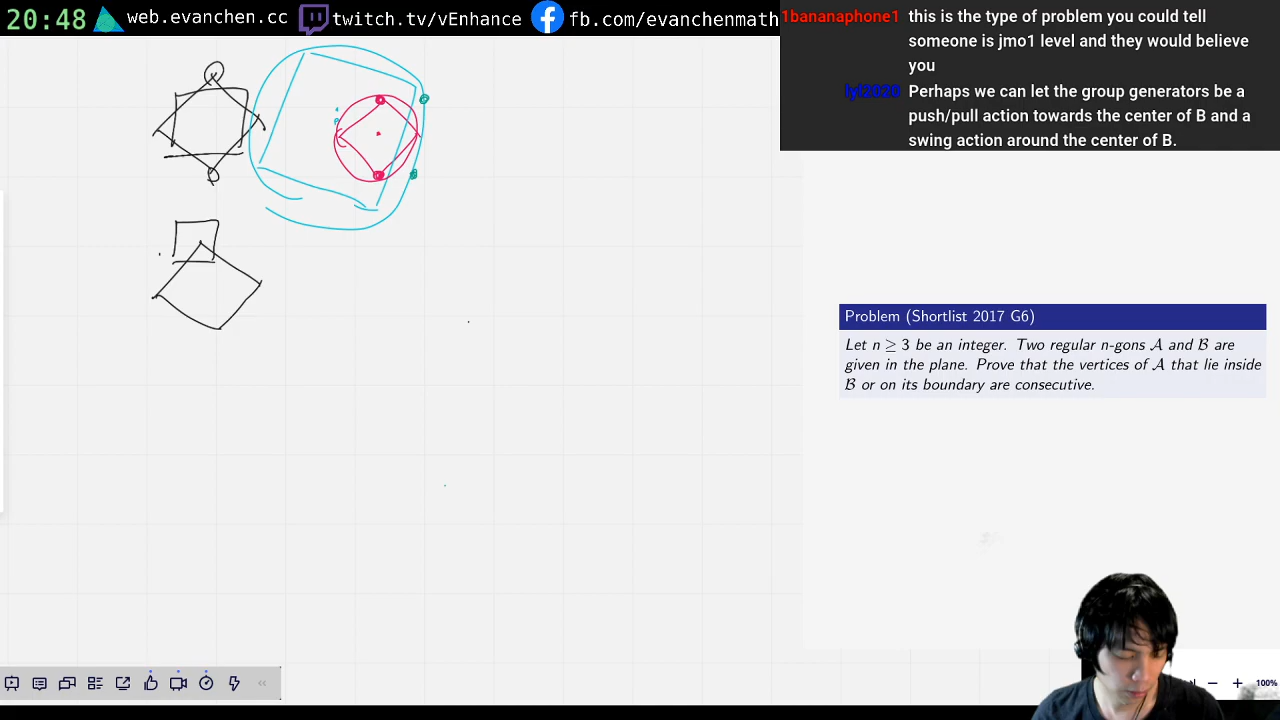 20:48 web.evanchen.cc twitch.tv/vEnhance fb.com/evanchenmath
1bananaphone1 this is the type of problem you could tell
someone is jmo1 level and they would believe
you
lyl2020 Perhaps we can let the group generators be a
push/pull action towards the center of B and a
swing action around the center of B.
Problem (Shortlist 2017 G6)
Let n ≥ 3 be an integer. Two regular n-gons 𝒜 and ℬ are
given in the plane. Prove that the vertices of 𝒜 that lie inside
ℬ or on its boundary are consecutive.
100%